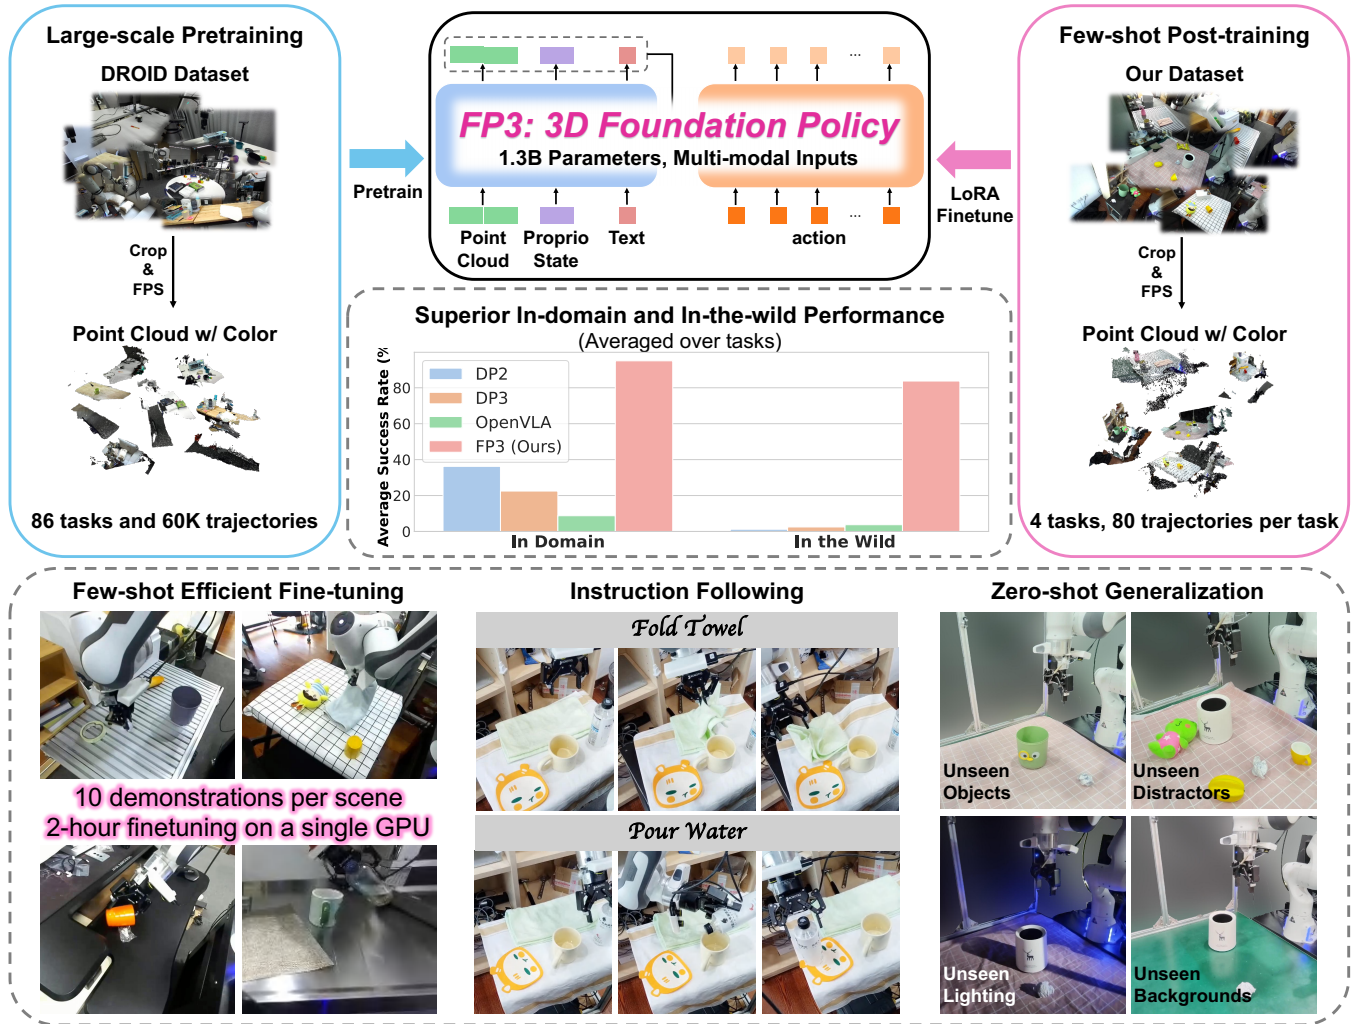 Large-scale Pretraining
DROID Dataset
Crop
&
FPS
Point Cloud w/ Color
86 tasks and 60K trajectories
Pretrain
FP3: 3D Foundation Policy
1.3B Parameters, Multi-modal Inputs
...
...
Point
Cloud
Proprio
State
Text
action
LoRA
Finetune
Few-shot Post-training
Our Dataset
Crop
&
FPS
Point Cloud w/ Color
4 tasks, 80 trajectories per task
Superior In-domain and In-the-wild Performance
(Averaged over tasks)
Average Success Rate (%
80
60
40
20
0
DP2
DP3
OpenVLA
FP3 (Ours)
In Domain
In the Wild
Few-shot Efficient Fine-tuning
10 demonstrations per scene
2-hour finetuning on a single GPU
Instruction Following
Fold Towel
Pour Water
Zero-shot Generalization
Unseen
Objects
Unseen
Distractors
Unseen
Lighting
Unseen
Backgrounds